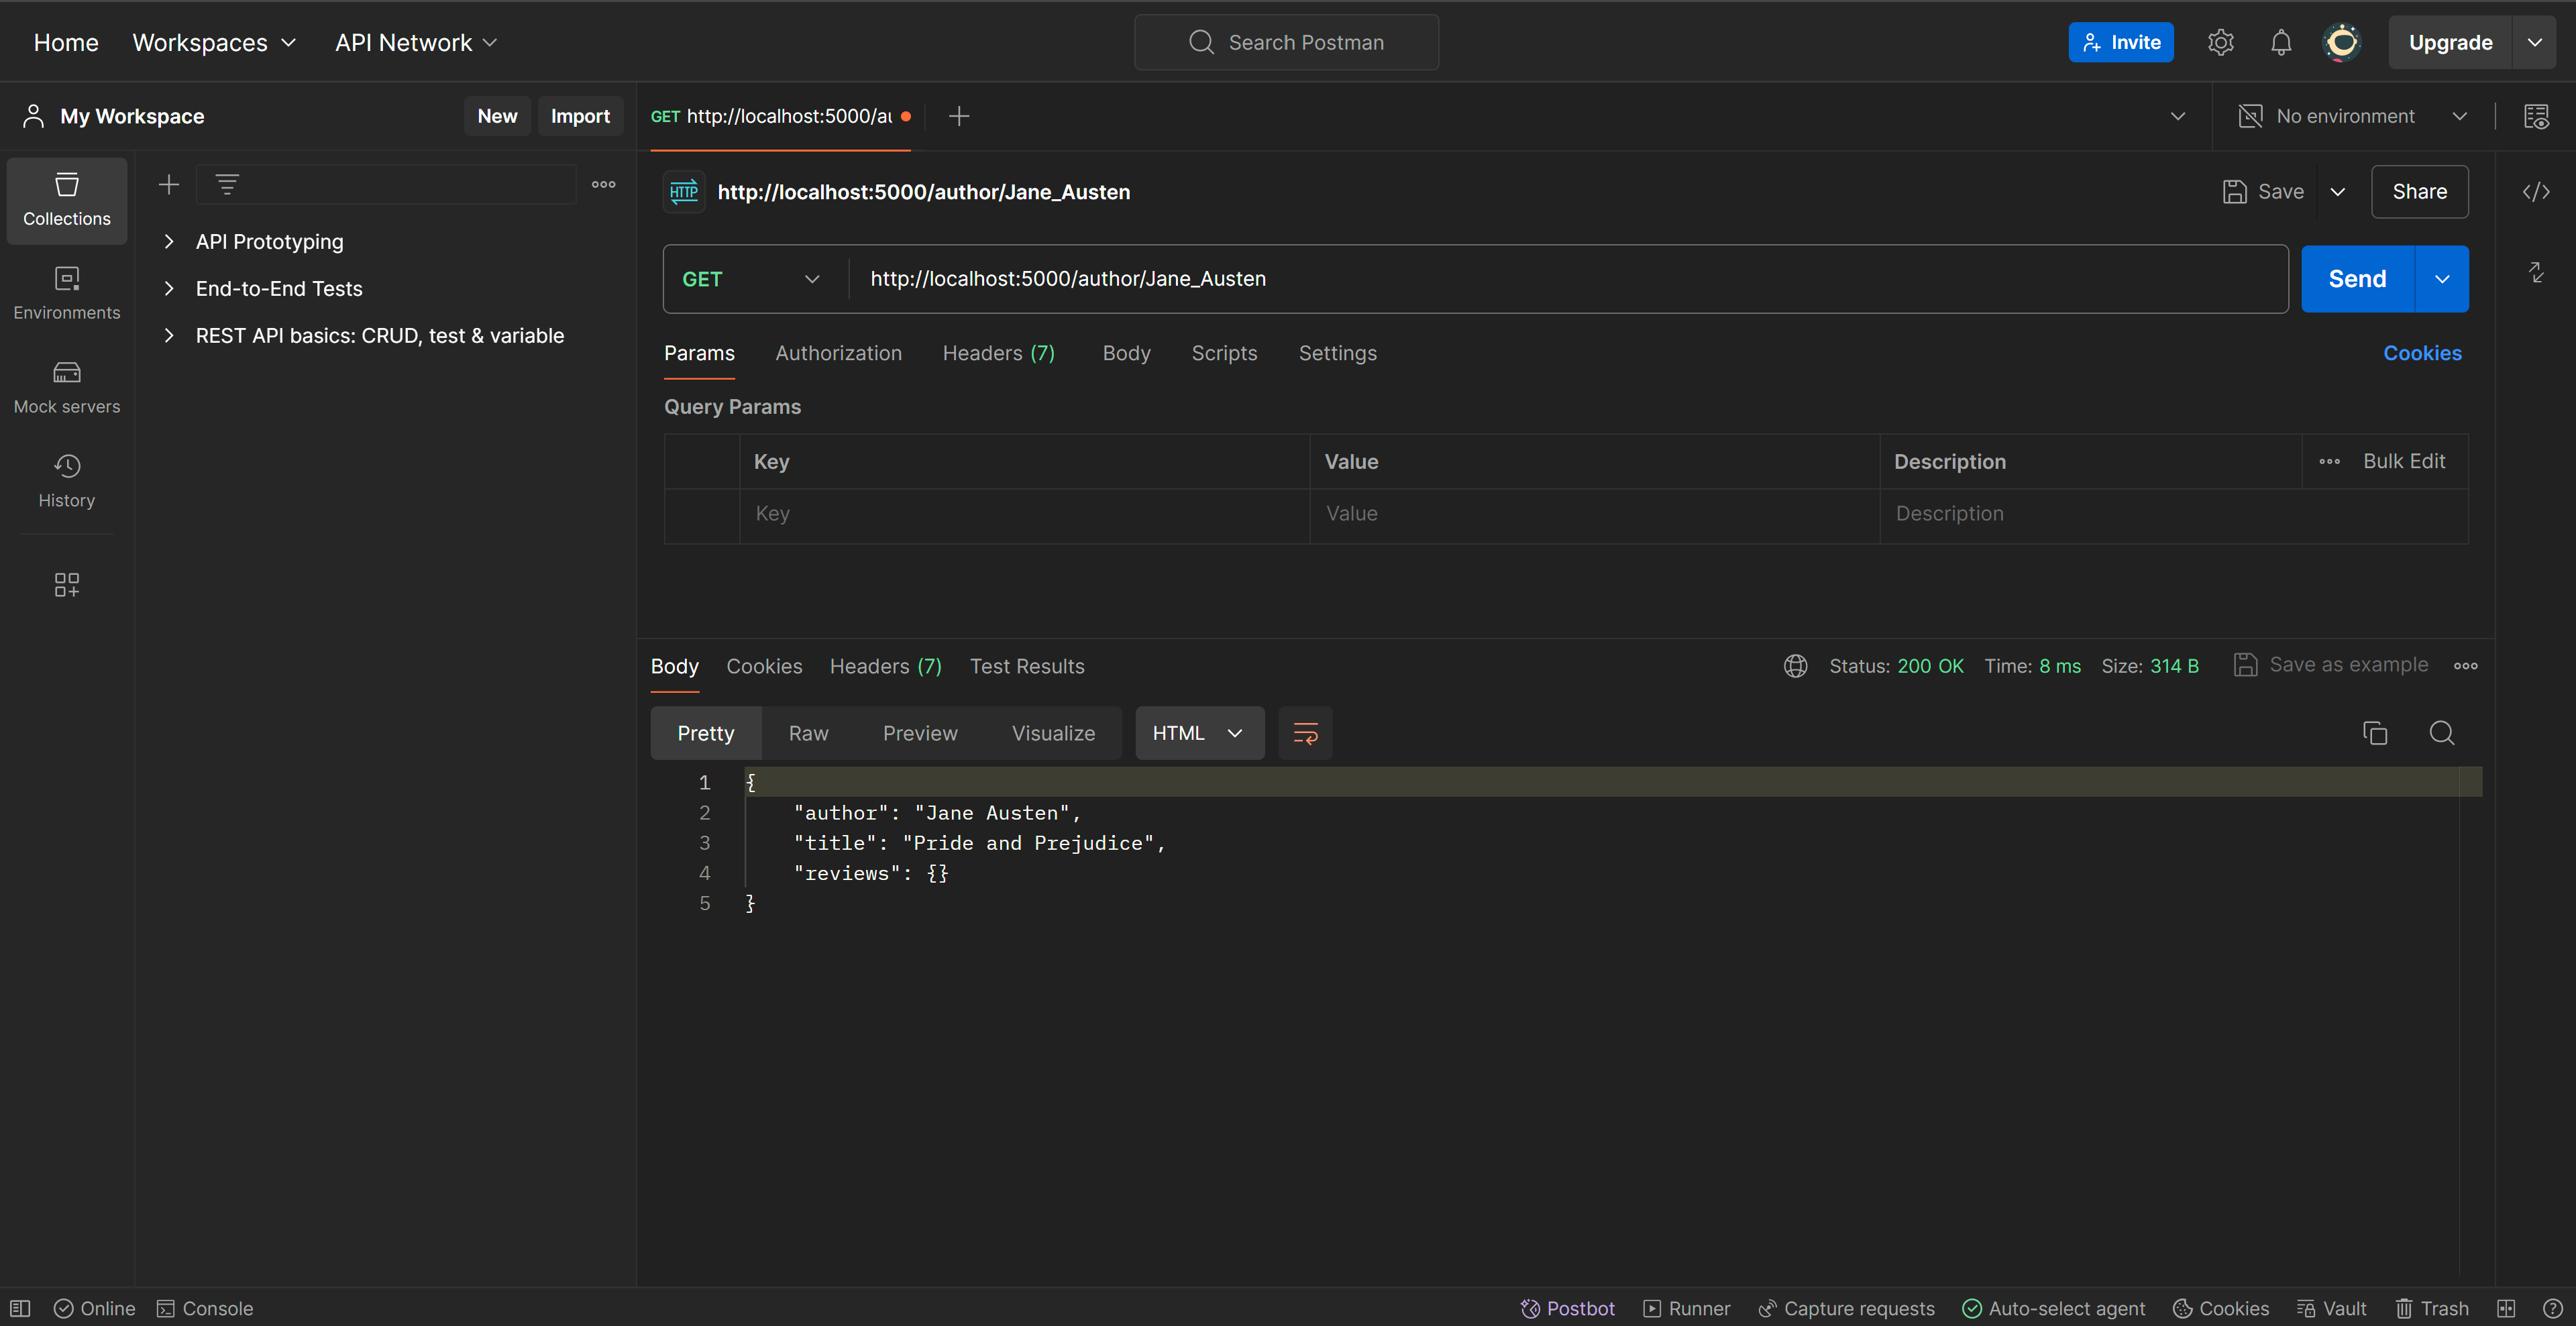 Home Workspaces API Network Search Postman Invite Upgrade
My Workspace New Import GET http://localhost:5000/au No environment
HTTP http://localhost:5000/author/Jane_Austen Save Share
Collections
API Prototyping
End-to-End Tests
REST API basics: CRUD, test & variable
Environments
Mock servers
History
GET http://localhost:5000/author/Jane_Austen Send
Params Authorization Headers (7) Body Scripts Settings Cookies
Query Params
Key Value Description Bulk Edit
Key Value Description
Body Cookies Headers (7) Test Results Status: 200 OK Time: 8 ms Size: 314 B Save as example
Pretty Raw Preview Visualize HTML
1 {
2 "author": "Jane Austen",
3 "title": "Pride and Prejudice",
4 "reviews": {}
5 }
Online Console Postbot Runner Capture requests Auto-select agent Cookies Vault Trash